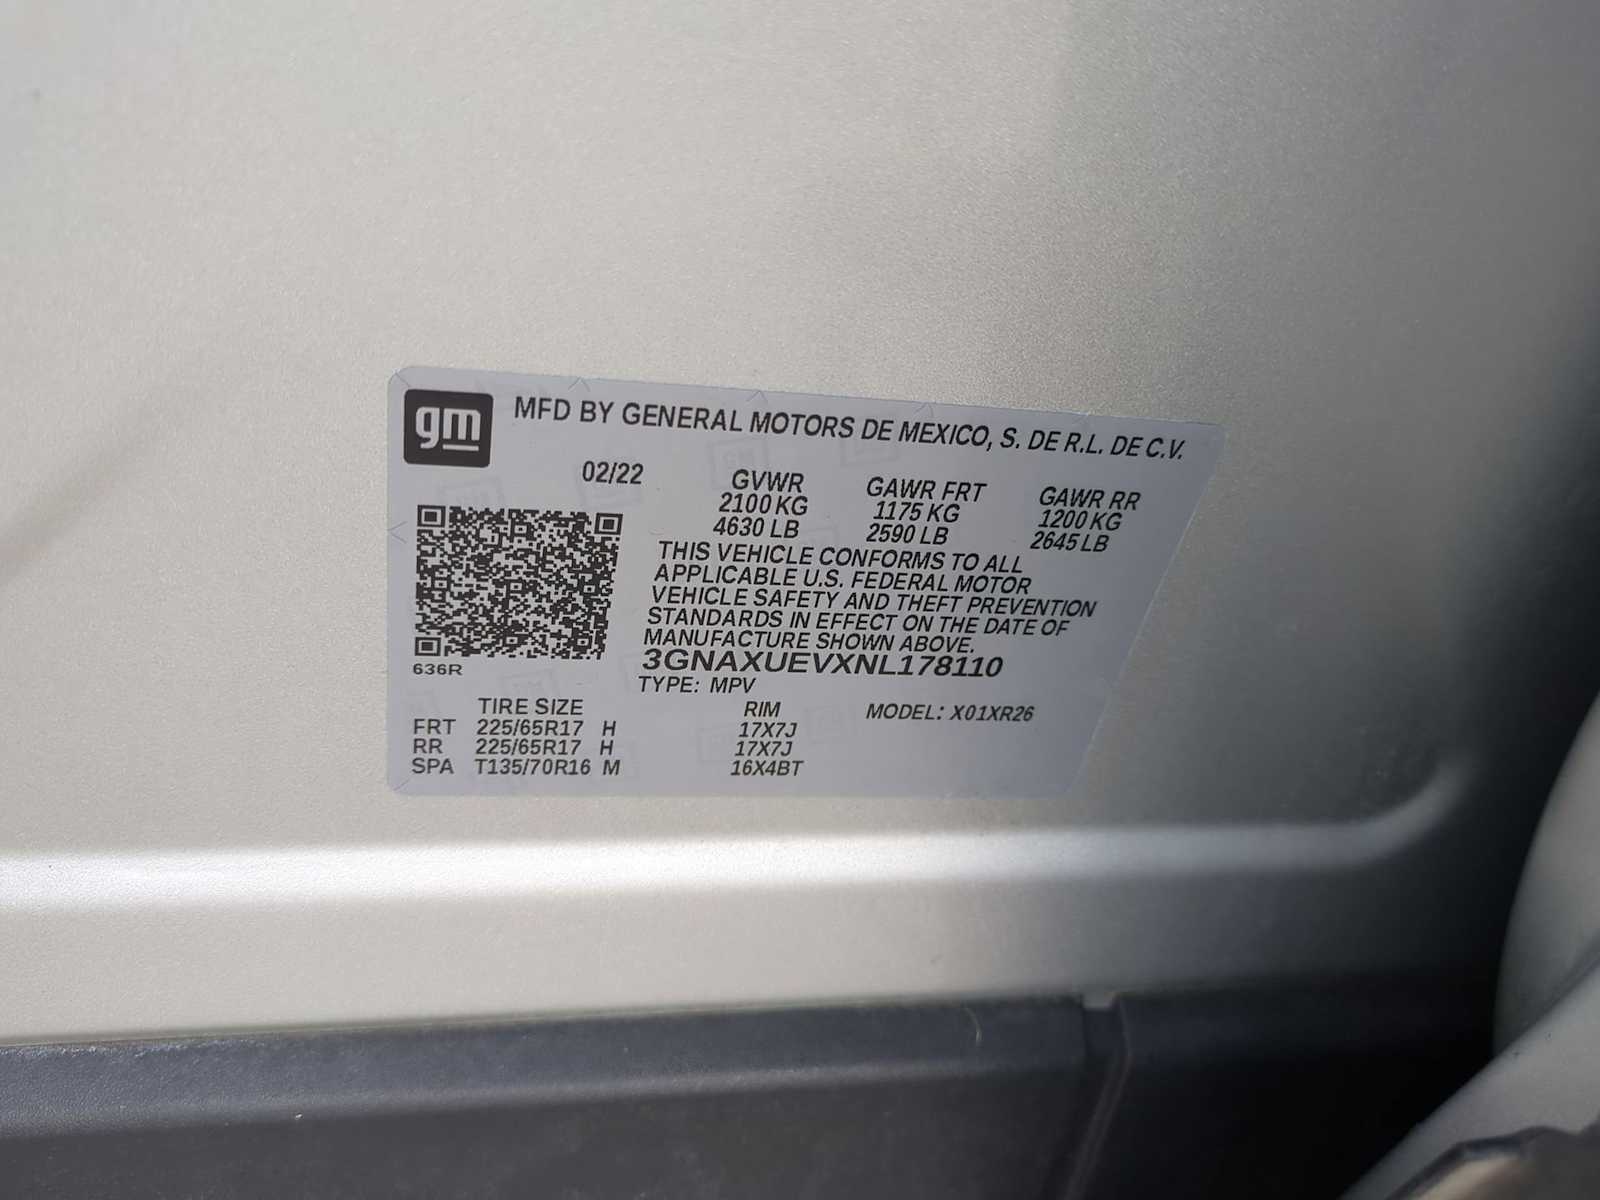 gm MFD BY GENERAL MOTORS DE MEXICO, S. DE R.L. DE C.V.
02/22 GVWR GAWR FRT GAWR RR
2100 KG 1175 KG 1200 KG
4630 LB 2590 LB 2645 LB
THIS VEHICLE CONFORMS TO ALL
APPLICABLE U.S. FEDERAL MOTOR
VEHICLE SAFETY AND THEFT PREVENTION
STANDARDS IN EFFECT ON THE DATE OF
MANUFACTURE SHOWN ABOVE.
636R 3GNAXUEVXNL178110
TYPE: MPV
TIRE SIZE RIM MODEL: X01XR26
FRT 225/65R17 H 17X7J
RR 225/65R17 H 17X7J
SPA T135/70R16 M 16X4BT